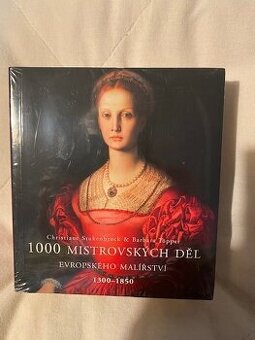 Christiane Stukenbrock & Barbara Töpper
1000 MISTROVSKÝCH DĚL
EVROPSKÉHO MALÍŘSTVÍ
1300–1850